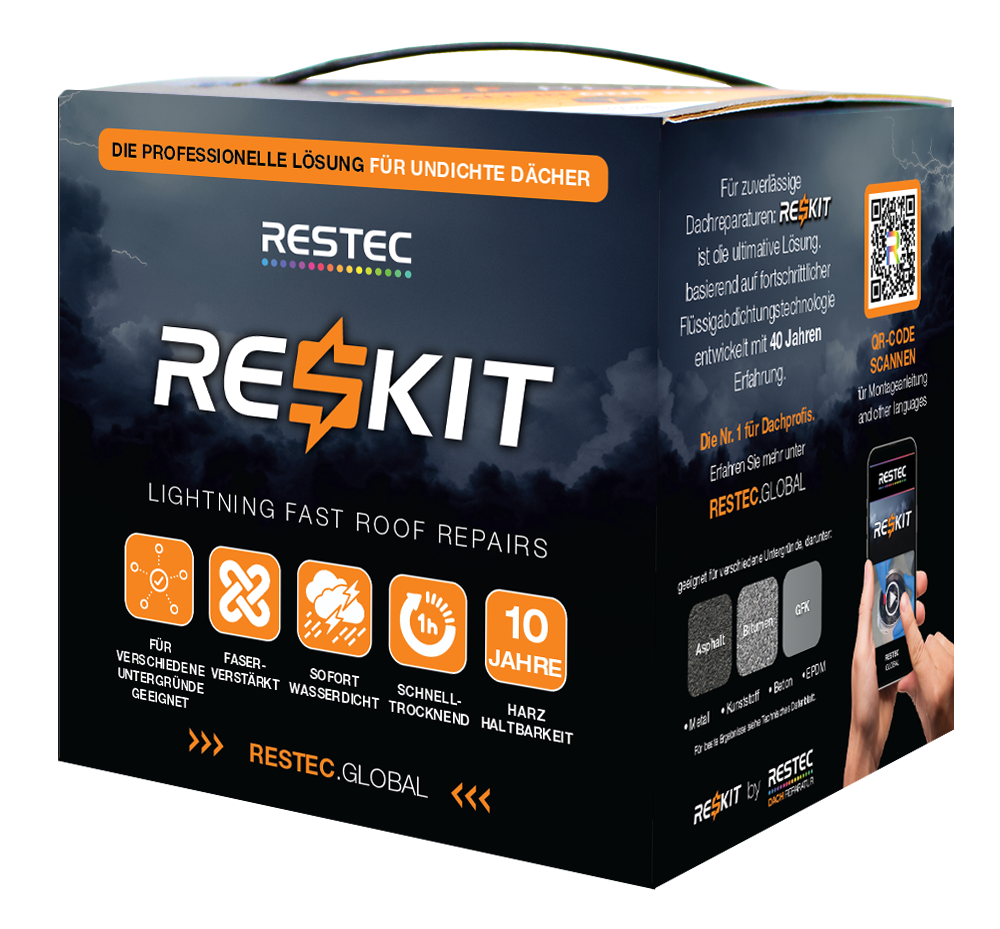 DIE PROFESSIONELLE LÖSUNG FÜR UNDICHTE DÄCHER
RESTEC
RESKIT
LIGHTNING FAST ROOF REPAIRS
FÜR
VERSCHIEDENE
UNTERGRÜNDE
GEEIGNET
FASER-
VERSTÄRKT
SOFORT
WASSERDICHT
1h
SCHNELL-
TROCKNEND
10
JAHRE
HARZ
HALTBARKEIT
RESTEC.GLOBAL
Für zuverlässige
Dachreparaturen: RESKIT
ist die ultimative Lösung.
basierend auf fortschrittlicher
Flüssigabdichtungstechnologie
entwickelt mit 40 Jahren
Erfahrung.
Die Nr. 1 für Dachprofis.
Erfahren Sie mehr unter
RESTEC.GLOBAL
QR-CODE
SCANNEN
für Montageanleitung
and other languages
RESTEC
RESKIT
RESTEC
.GLOBAL
geeignet für verschiedene Untergründe, darunter:
Asphalt
Bitumen
GFK
• Metal • Kunststoff • Beton • EPDM
Für beste Ergebnisse siehe Technisches Datenblatt.
RESKIT by RESTEC
DACHREPARATUR